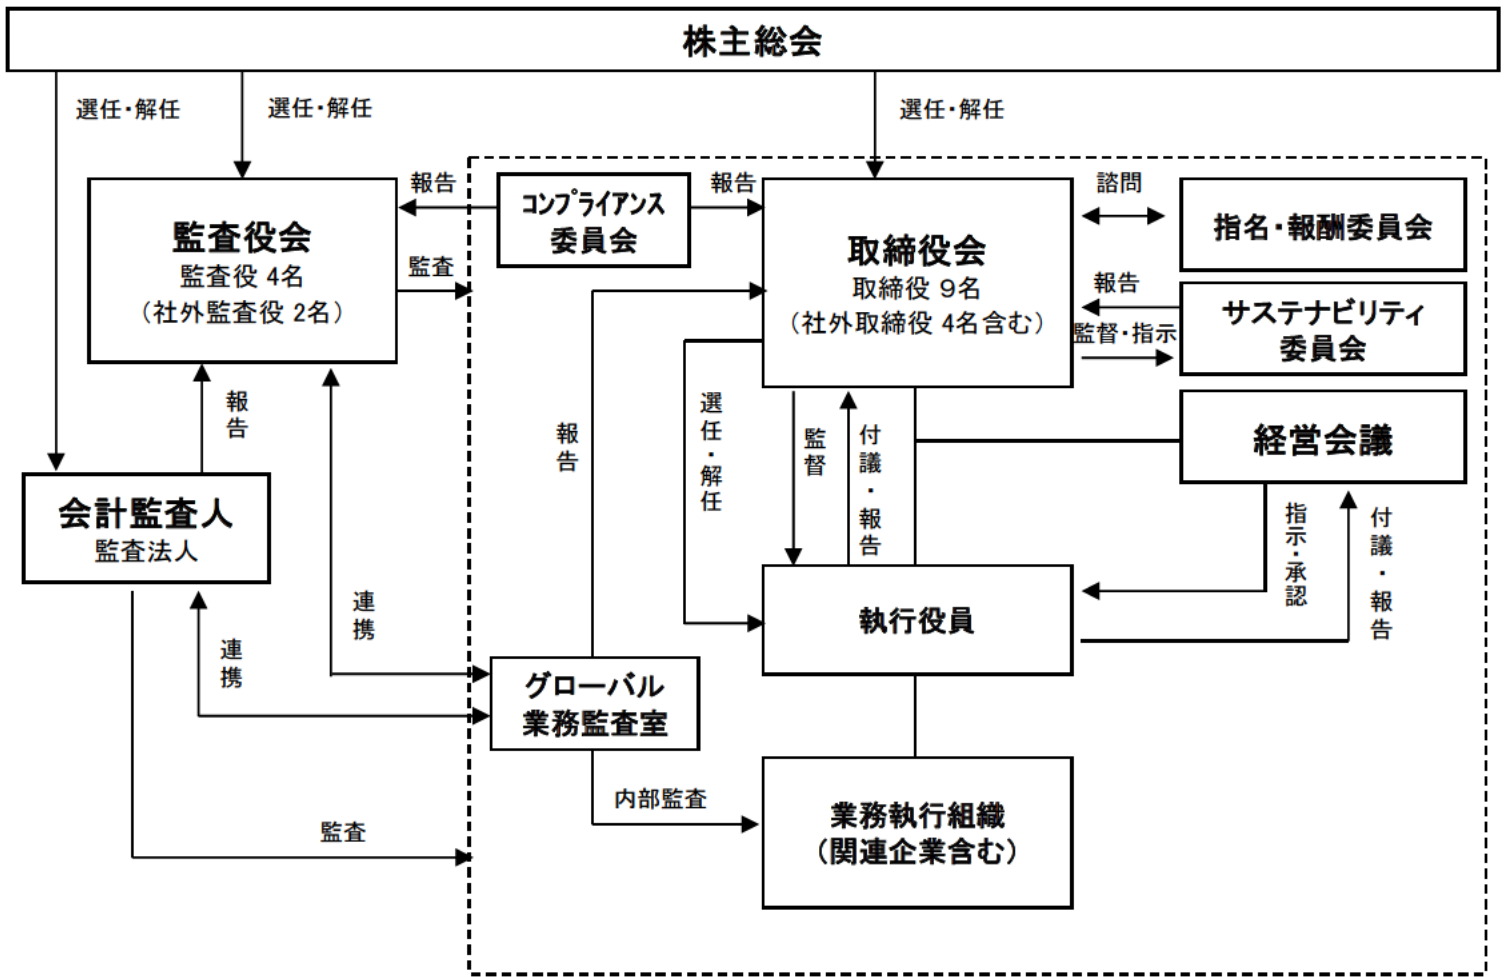 株主総会
選任・解任
選任・解任
選任・解任
監査役会
監査役 4名
（社外監査役 2名）
報告
コンプライアンス
委員会
報告
監査
取締役会
取締役 9名
（社外取締役 4名含む）
諮問
指名・報酬委員会
報告
監督・指示
サステナビリティ
委員会
経営会議
報告
会計監査人
監査法人
報告
選任・解任
監督
付議・報告
指示・承認
付議・報告
連携
連携
執行役員
グローバル
業務監査室
内部監査
監査
業務執行組織
（関連企業含む）